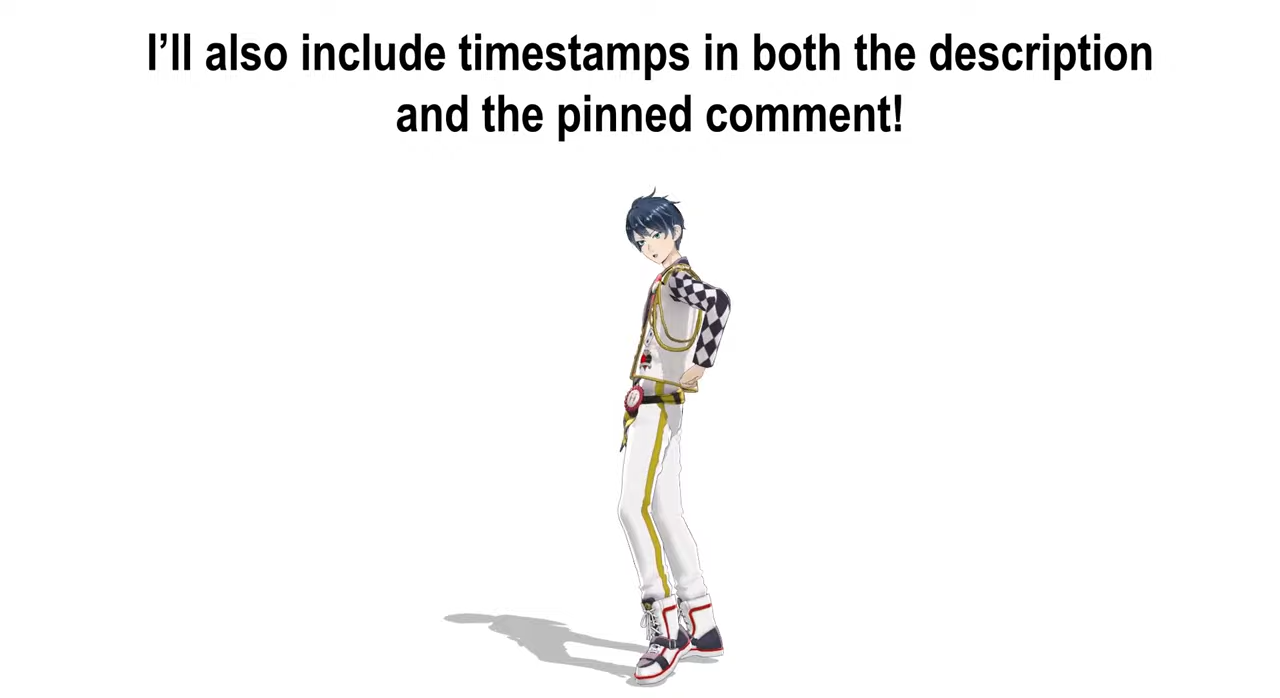 I’ll also include timestamps in both the description
and the pinned comment!